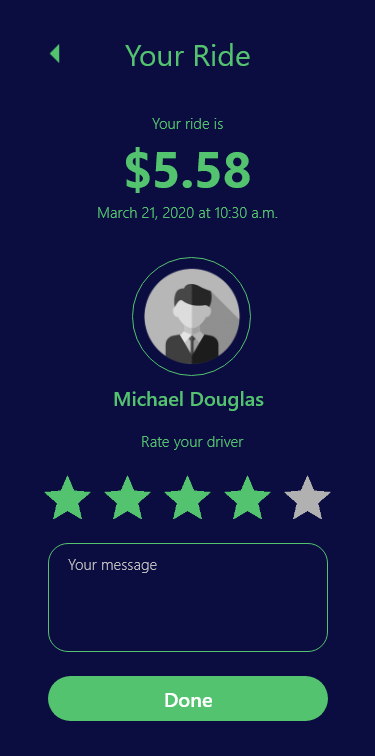 Your Ride
Your ride is
$5.58
March 21, 2020 at 10:30 a.m.
Michael Douglas
Rate your driver
Your message
Done